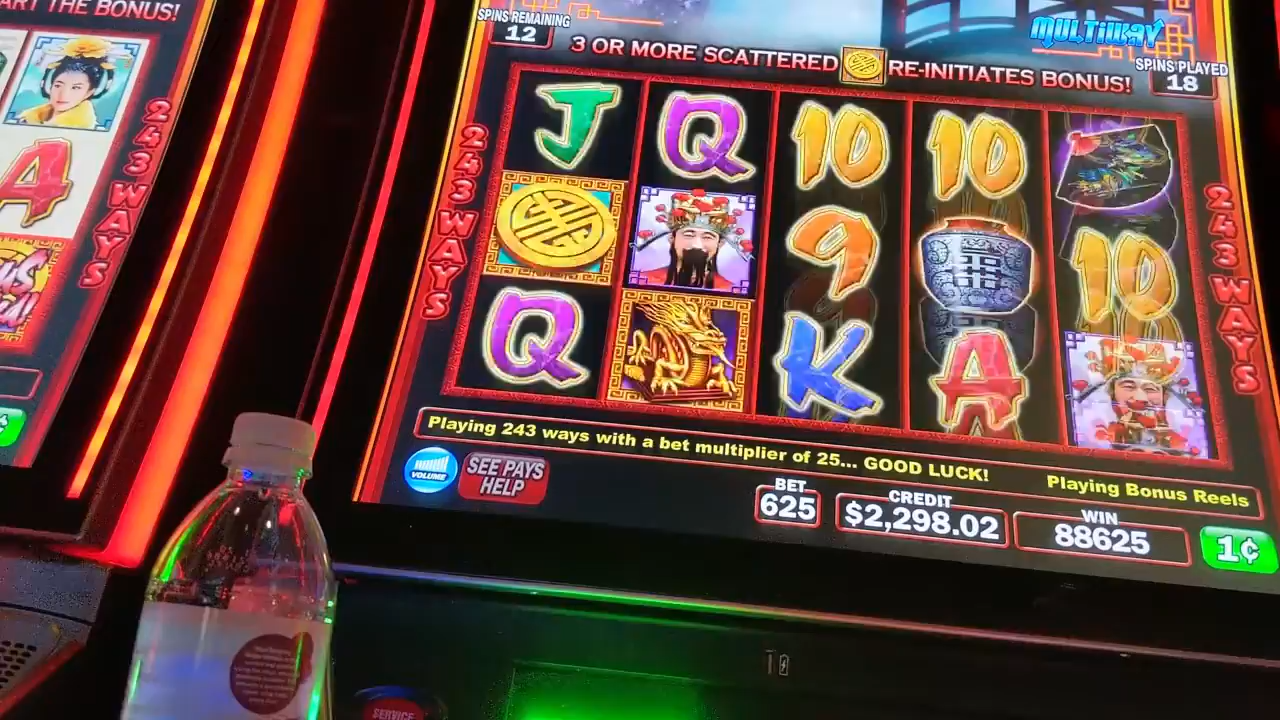 ART THE BONUS!
A
243 WAYS
¢
SPINS REMAINING
12
MULTIWAY
3 OR MORE SCATTERED RE-INITIATES BONUS!
SPINS PLAYED
18
243 WAYS
J Q 10 10
9 10
Q K A
243 WAYS
Playing 243 ways with a bet multiplier of 25... GOOD LUCK!
Playing Bonus Reels
VOLUME
SEE PAYS
HELP
BET
625
CREDIT
$2,298.02
WIN
88625
1¢
SERVICE